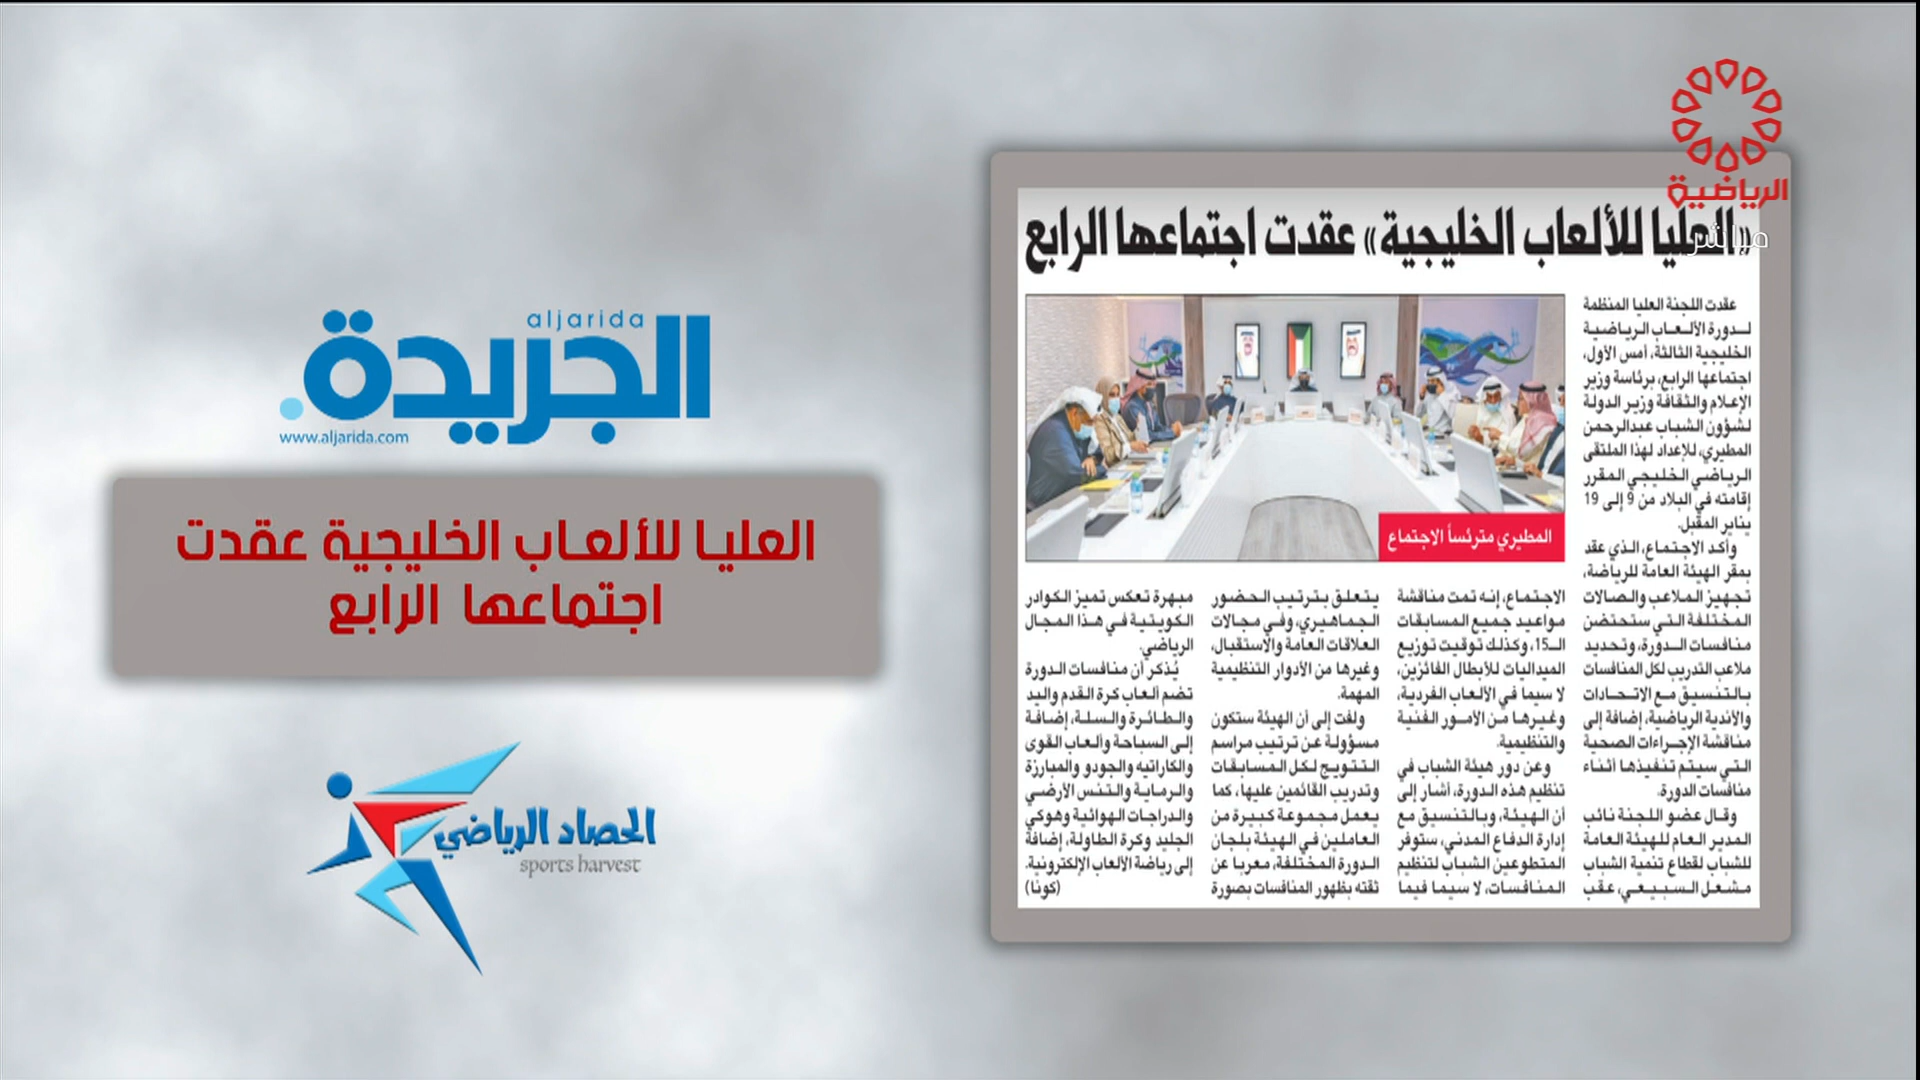 الرياضية
مباشر
«العليا للألعاب الخليجية» عقدت اجتماعها الرابع
عقدت اللجنة العليا المنظمة
لــدورة الألـعـاب الـريـاضـيـة
الخليجية الثالثة، أمس الأول،
اجتماعها الرابع، برئاسة وزير
الإعلام والثقافة وزير الدولة
لشؤون الشباب عبدالرحمن
المطيري، للإعداد لهذا الملتقى
الرياضي الخليجي المقرر
إقامته في البلاد من 9 إلى 19
يناير المقبل.
وأكد الاجتماع، الذي عقد
بمقر الهيئة العامة للرياضة،
تجهيز الملاعب والصالات
المختلفة التي ستحتضن
منافسات الدورة، وتحديد
ملاعب التدريب لكل المنافسات
بالتنسيق مع الاتـحـادات
والأندية الرياضية، إضافة إلى
مناقشة الإجراءات الصحية
التي سيتم تنفيذها أثناء
منافسات الدورة.
وقال عضو اللجنة نائب
المدير العام للهيئة العامة
للشباب لقطاع تنمية الشباب
مشعل السبيعي، عقب
المطيري مترئساً الاجتماع
الاجتماع، إنه تمت مناقشة
مواعيد جميع المسابقات
الـ15، وكذلك توقيت توزيع
الميداليات للأبطال الفائزين،
لا سيما في الألعاب الفردية،
وغيرها من الأمور الفنية
والتنظيمية.
وعن دور هيئة الشباب في
تنظيم هذه الدورة، أشار إلى
أن الهيئة، وبالتنسيق مع
إدارة الدفاع المدني، ستوفر
المتطوعين الشباب لتنظيم
المنافسات، لا سيما فيما
يتعلق بترتيب الحضور
الجماهيري، وفي مجالات
العلاقات العامة والاستقبال،
وغيرها من الأدوار التنظيمية
المهمة.
ولفت إلى أن الهيئة ستكون
مسؤولة عن ترتيب مراسم
التتويج لكل المسابقات
وتدريب القائمين عليها، كما
يعمل مجموعة كبيرة من
العاملين في الهيئة بلجان
الدورة المختلفة، معربا عن
ثقته بظهور المنافسات بصورة
مبهرة تعكس تميز الكوادر
الكويتية في هذا المجال
الرياضي.
يُذكر أن منافسات الدورة
تضم ألعاب كرة القدم واليد
والطائرة والسلة، إضافة
إلى السباحة وألعاب القوى
والكاراتيه والجودو والمبارزة
والرماية والتنس الأرضي
والدراجات الهوائية وهوكي
الجليد وكرة الطاولة، إضافة
إلى رياضة الألعاب الإلكترونية.
(كونا)
aljarida
الجريدة.
www.aljarida.com
العليا للألعاب الخليجية عقدت
اجتماعها الرابع
الحصاد الرياضي
sports harvest